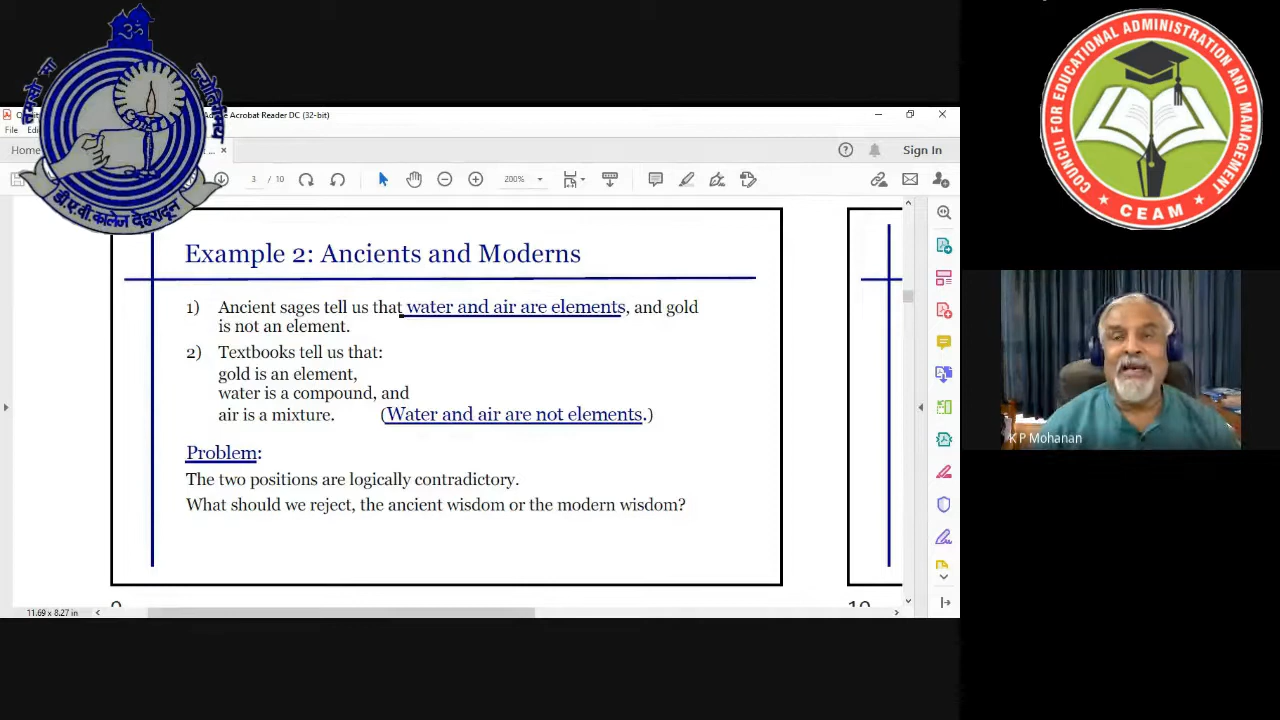 Acrobat Reader DC (32-bit)
File
Home
Sign In
3 / 10
200%
Example 2: Ancients and Moderns
1) Ancient sages tell us that water and air are elements, and gold
is not an element.
2) Textbooks tell us that:
gold is an element,
water is a compound, and
air is a mixture. (Water and air are not elements.)
Problem:
The two positions are logically contradictory.
What should we reject, the ancient wisdom or the modern wisdom?
11.69 x 8.27 in
तमसो मा
ज्योतिर्गमय
डी.ए.वी. कालेज देहरादून
COUNCIL FOR EDUCATIONAL ADMINISTRATION AND MANAGEMENT
★ CEAM ★
K P Mohanan